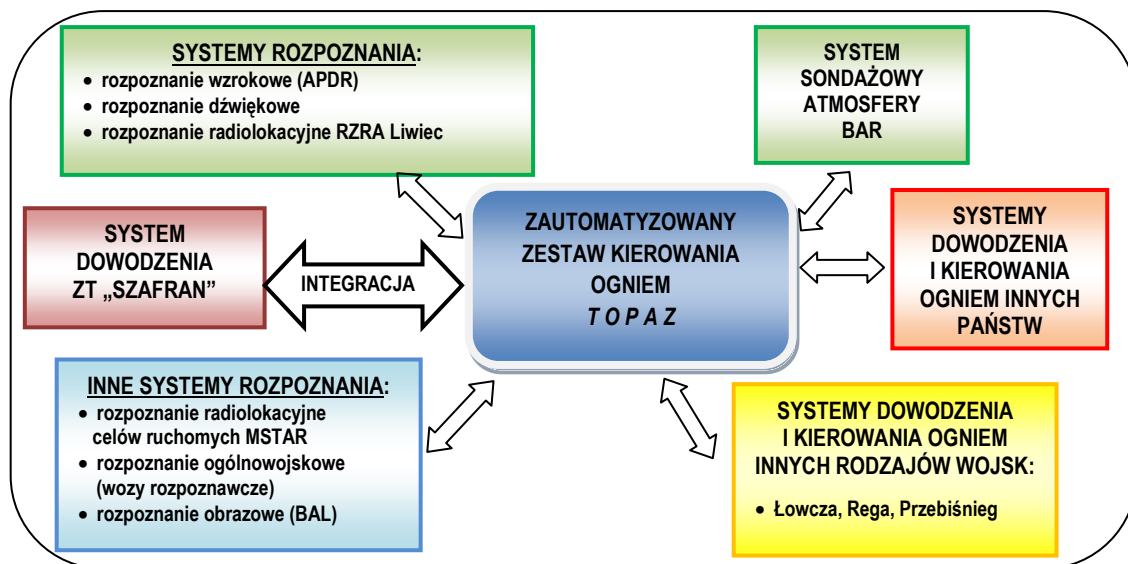 SYSTEMY ROZPOZNANIA:
• rozpoznanie wzrokowe (APDR)
• rozpoznanie dźwiękowe
• rozpoznanie radiolokacyjne RZRA Liwiec
SYSTEM
SONDAŻOWY
ATMOSFERY
BAR
SYSTEM
DOWODZENIA
ZT „SZAFRAN”
INTEGRACJA
ZAUTOMATYZOWANY
ZESTAW KIEROWANIA
OGNIEM
T O P A Z
SYSTEMY
DOWODZENIA
I KIEROWANIA
OGNIEM INNYCH
PAŃSTW
INNE SYSTEMY ROZPOZNANIA:
• rozpoznanie radiolokacyjne
celów ruchomych MSTAR
• rozpoznanie ogólnowojskowe
(wozy rozpoznawcze)
• rozpoznanie obrazowe (BAL)
SYSTEMY DOWODZENIA
I KIEROWANIA OGNIEM
INNYCH RODZAJÓW WOJSK:
• Łowcza, Rega, Przebiśnieg